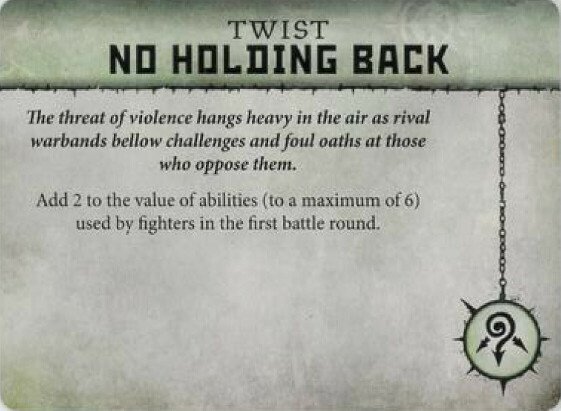 TWIST
NO HOLDING BACK
The threat of violence hangs heavy in the air as rival
warbands bellow challenges and foul oaths at those
who oppose them.
Add 2 to the value of abilities (to a maximum of 6)
used by fighters in the first battle round.